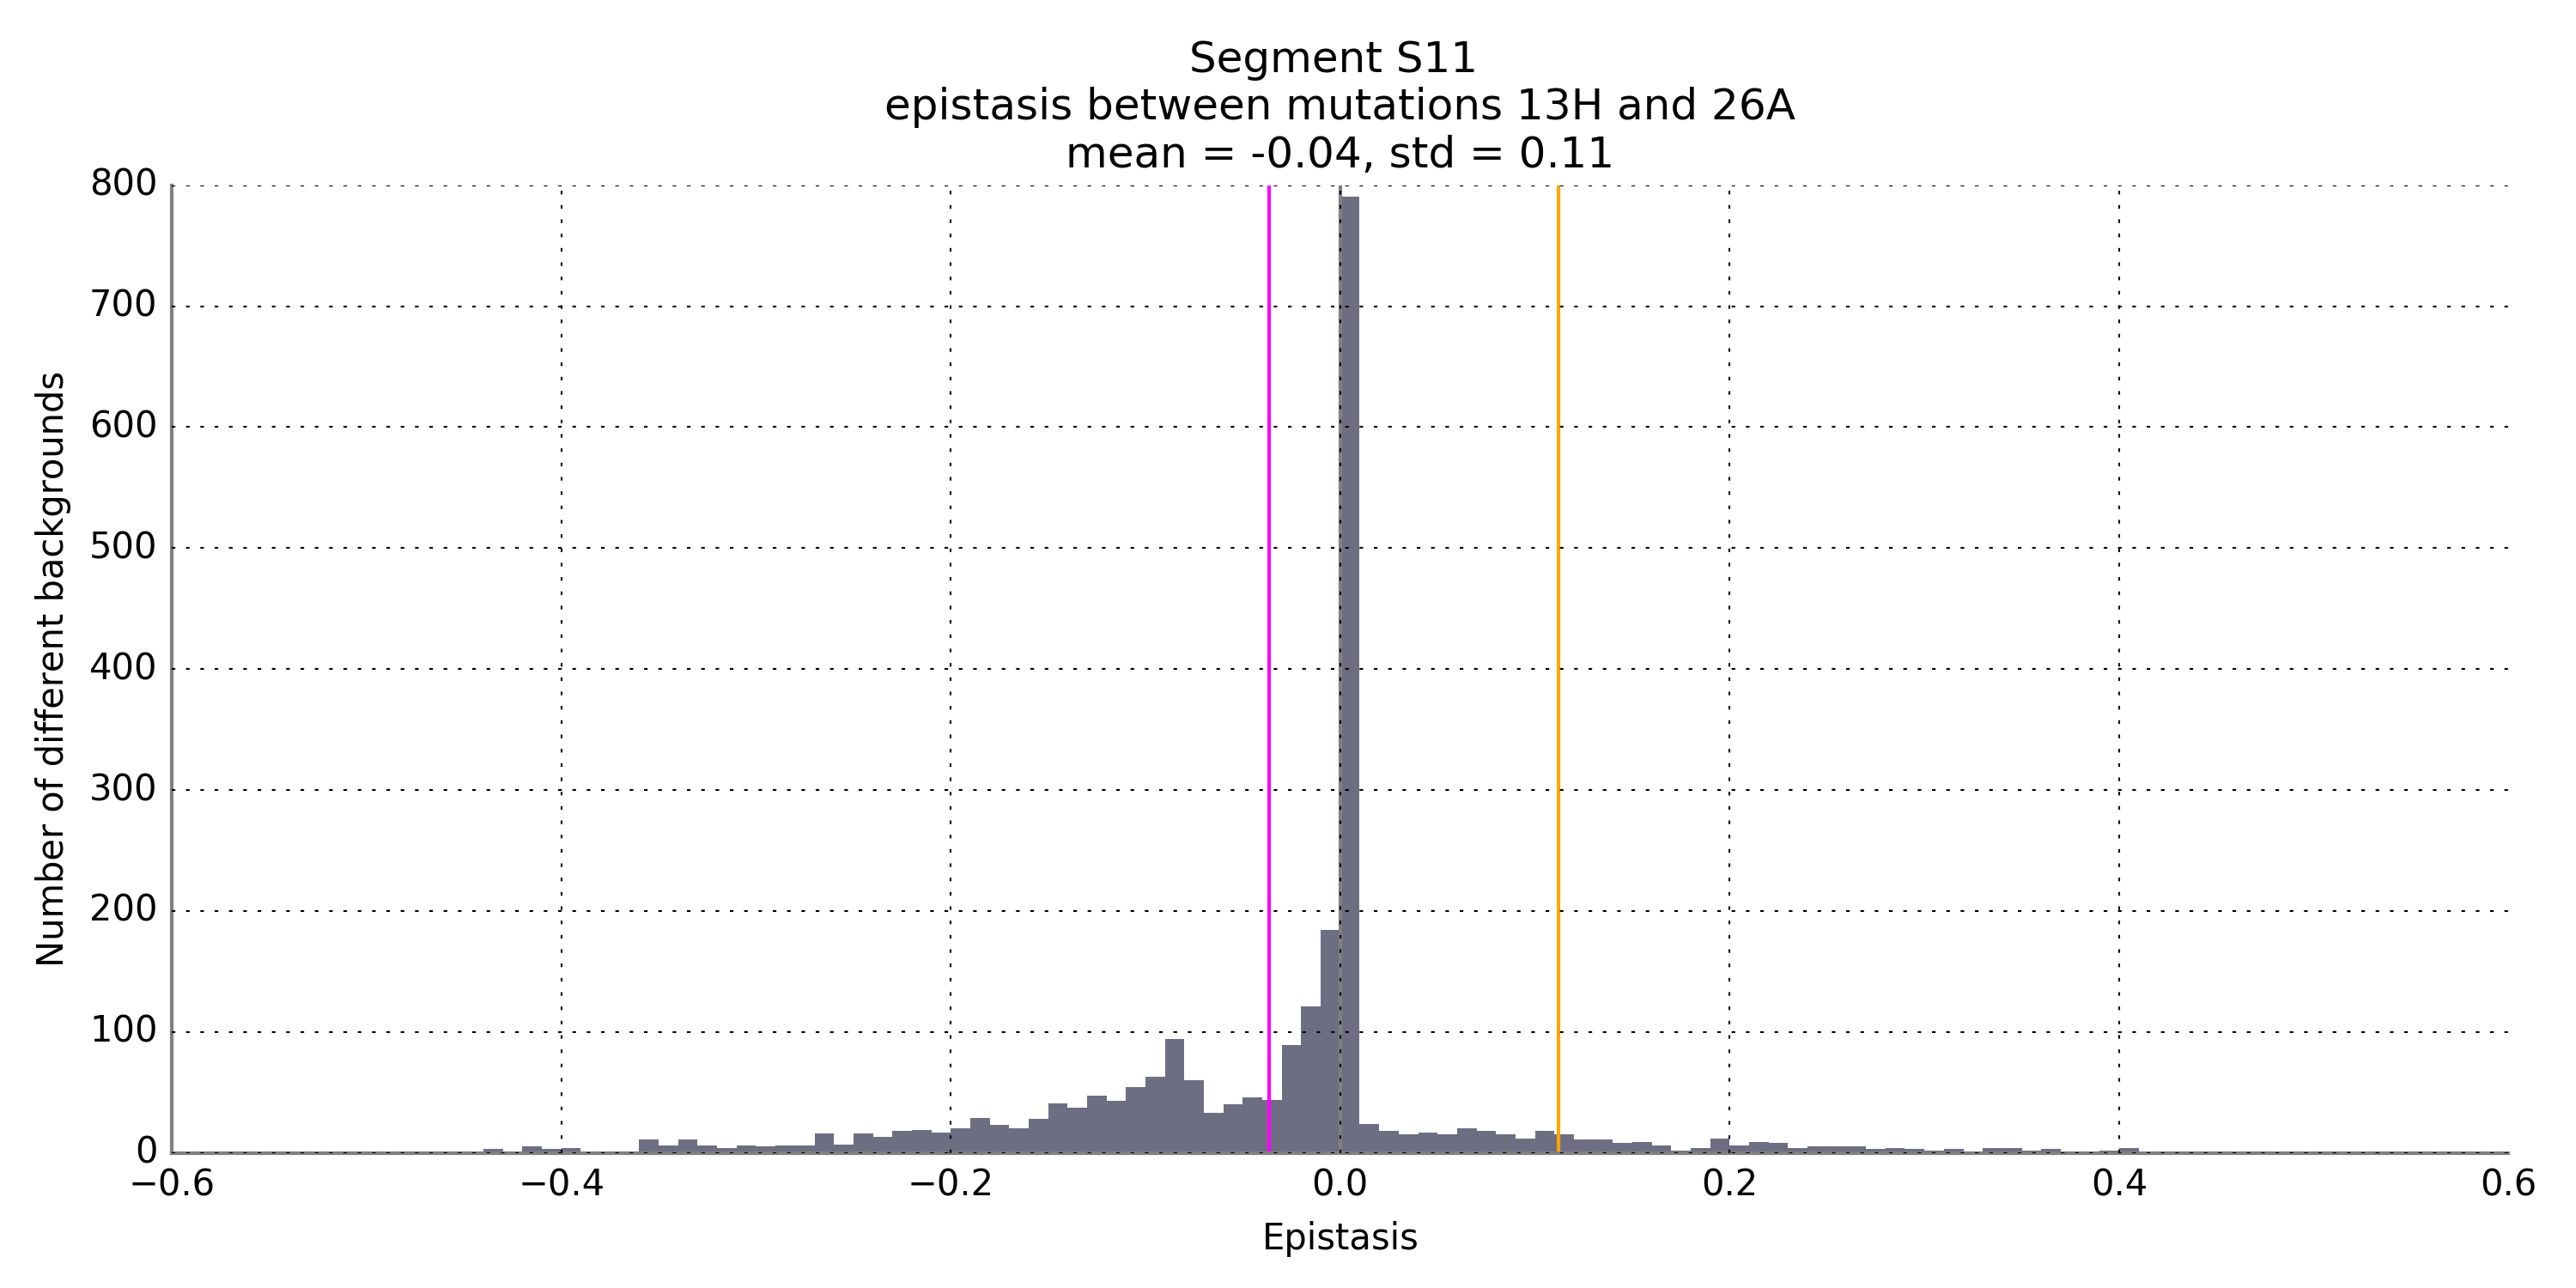 Segment S11
epistasis between mutations 13H and 26A
mean = -0.04, std = 0.11
800
700
600
500
400
300
200
100
0
Number of different backgrounds
−0.6 −0.4 −0.2 0.0 0.2 0.4 0.6
Epistasis